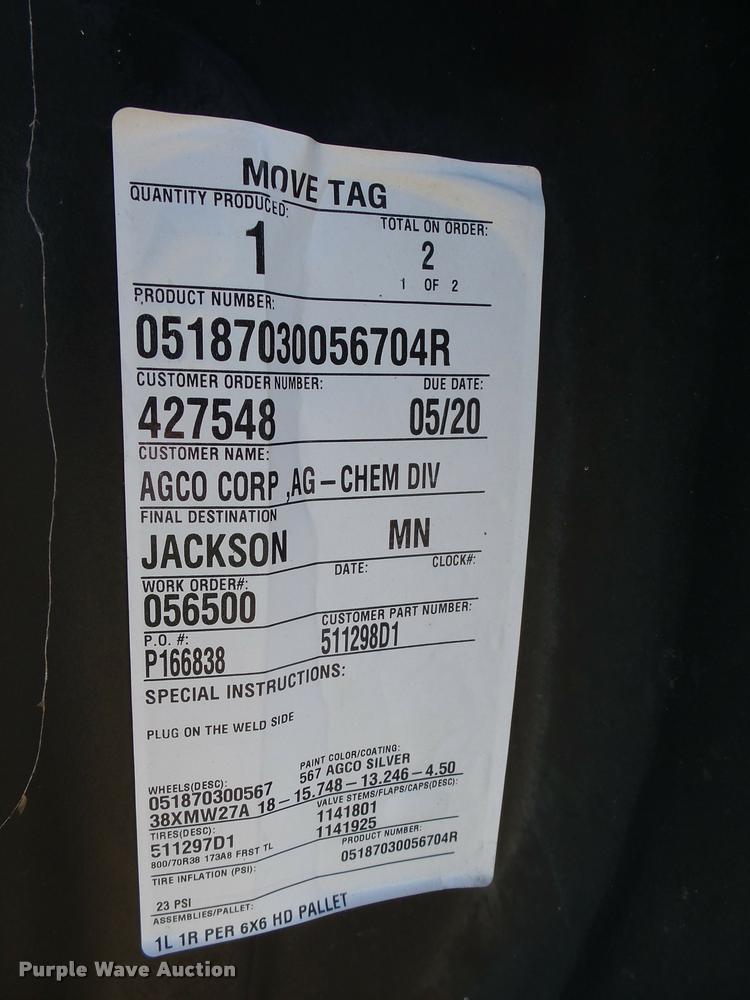 MOVE TAG
QUANTITY PRODUCED: TOTAL ON ORDER:
1 2
1 OF 2
PRODUCT NUMBER:
05187030056704R
CUSTOMER ORDER NUMBER: DUE DATE:
427548 05/20
CUSTOMER NAME:
AGCO CORP ,AG-CHEM DIV
FINAL DESTINATION
JACKSON MN
DATE: CLOCK#:
WORK ORDER#:
056500
P.O. #: CUSTOMER PART NUMBER:
P166838 511298D1
SPECIAL INSTRUCTIONS:
PLUG ON THE WELD SIDE
WHEELS(DESC): PAINT COLOR/COATING:
051870300567 567 AGCO SILVER
38XMW27A 18-15.748-13.246-4.50
TIRES(DESC): VALVE STEMS/FLAPS/CAPS(DESC):
511297D1 1141801
800/70R38 173A8 FRST TL 1141925
TIRE INFLATION (PSI): PRODUCT NUMBER:
05187030056704R
23 PSI
ASSEMBLIES/PALLET:
1L 1R PER 6X6 HD PALLET
Purple Wave Auction